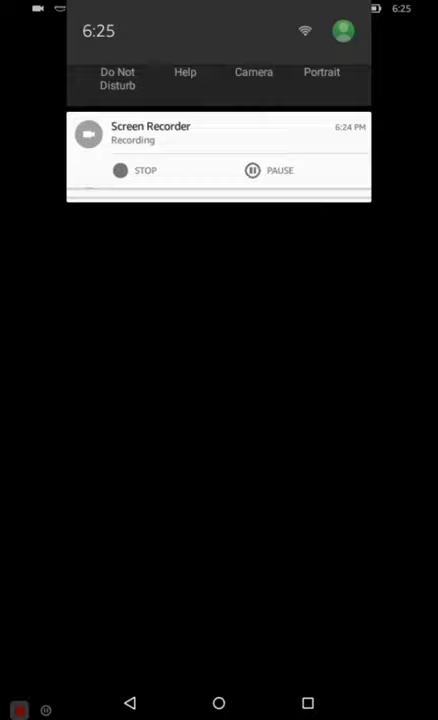 6:25
6:25
Do Not Disturb
Help
Camera
Portrait
Screen Recorder
6:24 PM
Recording
STOP
PAUSE